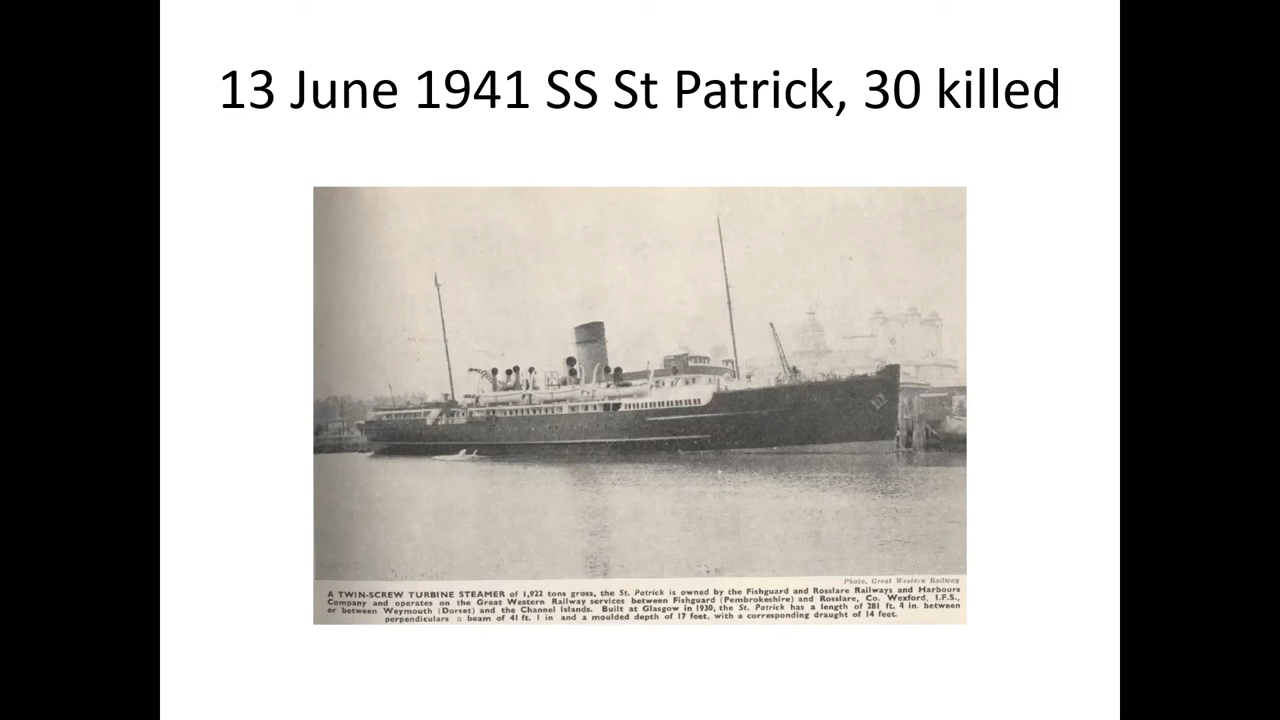 13 June 1941 SS St Patrick, 30 killed
Photo, Great Western Railway
A TWIN-SCREW TURBINE STEAMER of 1,922 tons gross, the St. Patrick is owned by the Fishguard and Rosslare Railways and Harbours
Company and operates on the Great Western Railway services between Fishguard (Pembrokeshire) and Rosslare, Co. Wexford, I.F.S.,
or between Weymouth (Dorset) and the Channel Islands. Built at Glasgow in 1930, the St. Patrick has a length of 281 ft. 4 in. between
perpendiculars a beam of 41 ft. 1 in and a moulded depth of 17 feet, with a corresponding draught of 14 feet.